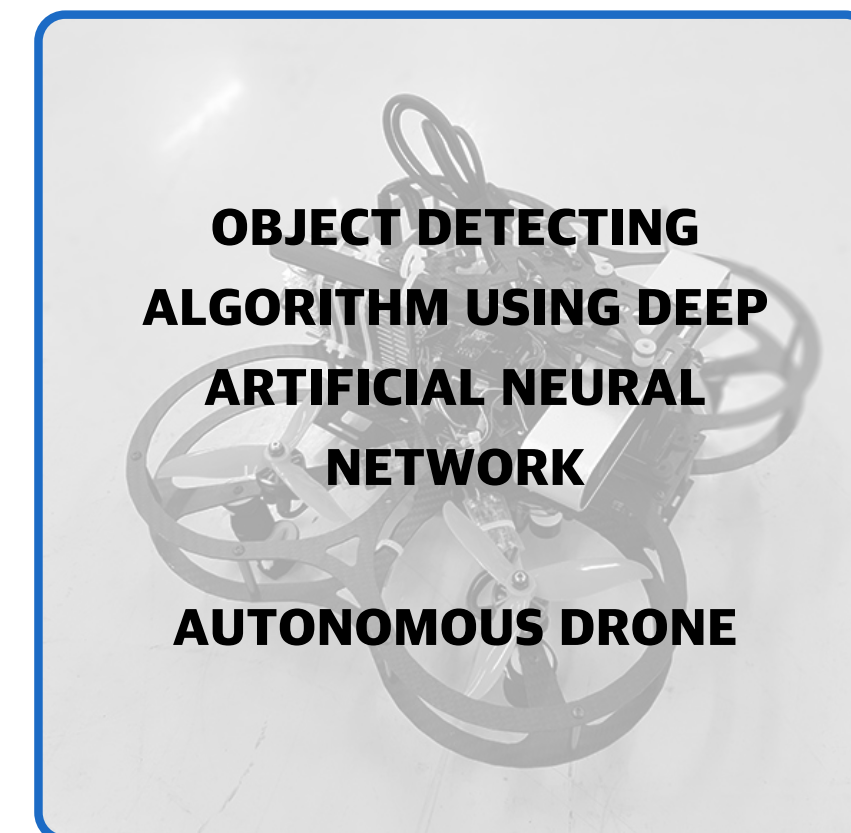 OBJECT DETECTING
ALGORITHM USING DEEP
ARTIFICIAL NEURAL
NETWORK
AUTONOMOUS DRONE